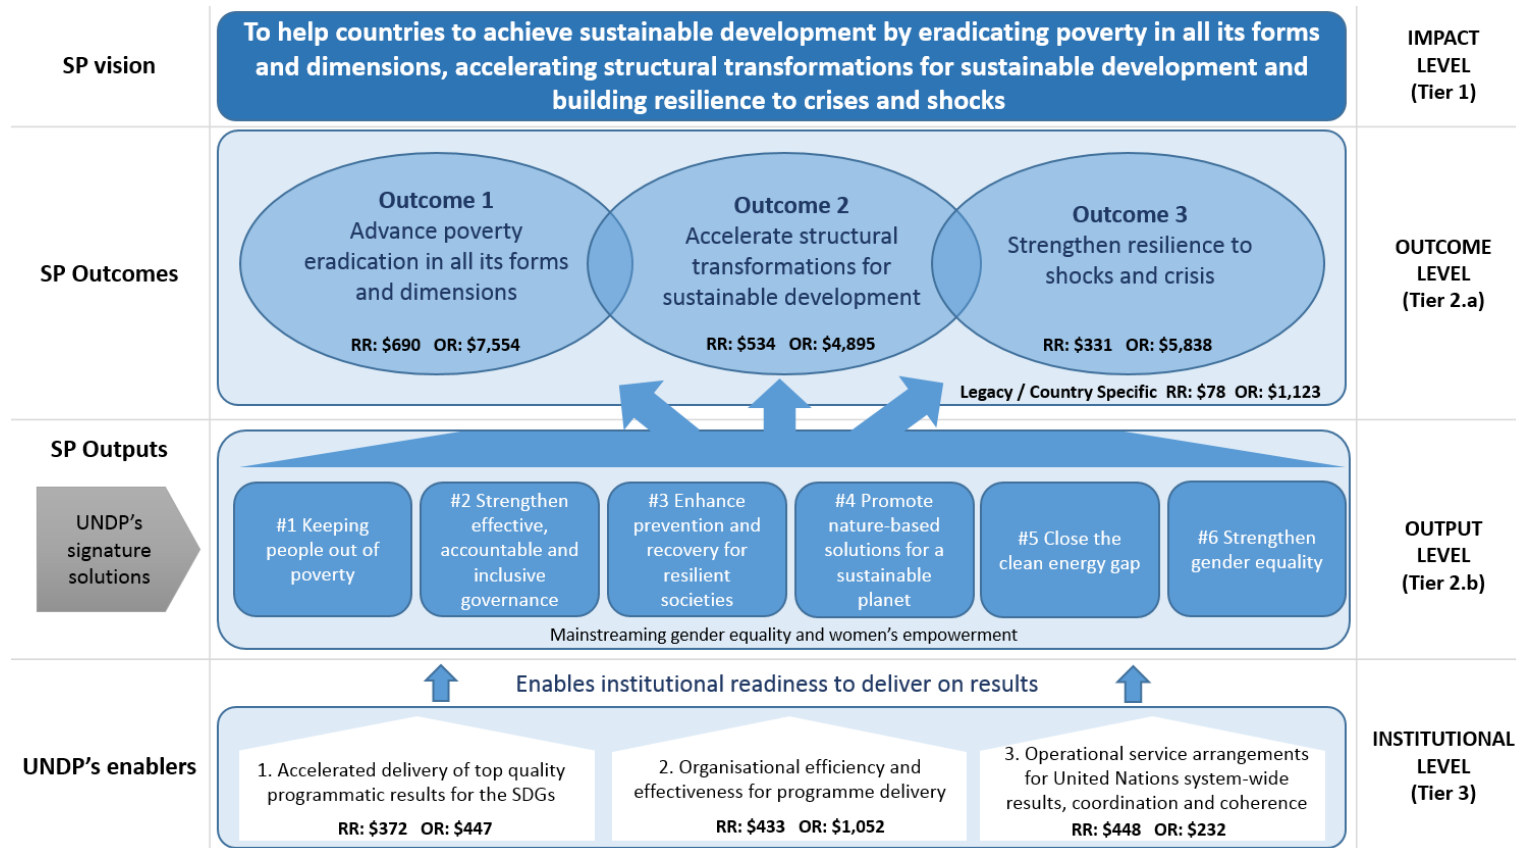 SP vision
To help countries to achieve sustainable development by eradicating poverty in all its forms
and dimensions, accelerating structural transformations for sustainable development and
building resilience to crises and shocks
IMPACT
LEVEL
(Tier 1)
SP Outcomes
Outcome 1
Advance poverty
eradication in all its forms
and dimensions
RR: $690 OR: $7,554
Outcome 2
Accelerate structural
transformations for
sustainable development
RR: $534 OR: $4,895
Outcome 3
Strengthen resilience to
shocks and crisis
RR: $331 OR: $5,838
Legacy / Country Specific RR: $78 OR: $1,123
OUTCOME
LEVEL
(Tier 2.a)
SP Outputs
UNDP's
signature
solutions
#1 Keeping
people out of
poverty
#2 Strengthen
effective,
accountable and
inclusive
governance
#3 Enhance
prevention and
recovery for
resilient
societies
#4 Promote
nature-based
solutions for a
sustainable
planet
#5 Close the
clean energy gap
#6 Strengthen
gender equality
Mainstreaming gender equality and women's empowerment
OUTPUT
LEVEL
(Tier 2.b)
Enables institutional readiness to deliver on results
UNDP's enablers
1. Accelerated delivery of top quality
programmatic results for the SDGs
RR: $372 OR: $447
2. Organisational efficiency and
effectiveness for programme delivery
RR: $433 OR: $1,052
3. Operational service arrangements
for United Nations system-wide
results, coordination and coherence
RR: $448 OR: $232
INSTITUTIONAL
LEVEL
(Tier 3)